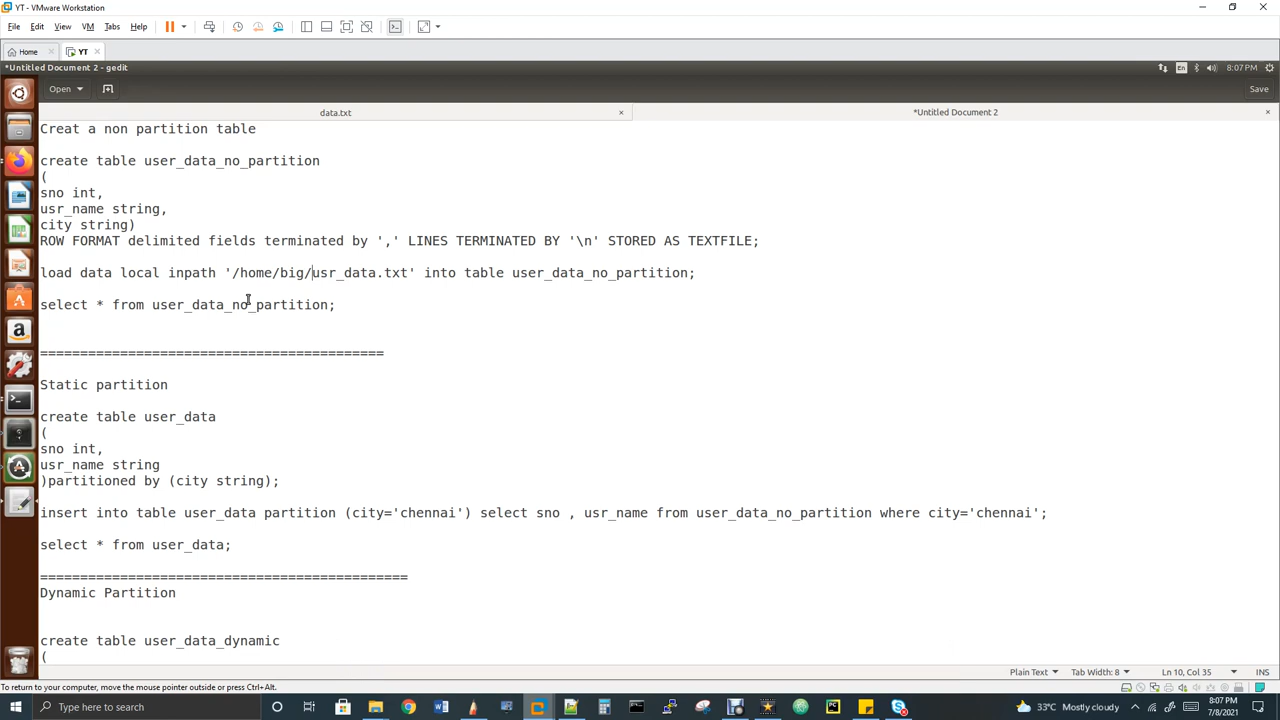 YT - VMware Workstation
File Edit View VM Tabs Help
Home YT
*Untitled Document 2 - gedit
En 8:07 PM
Open Save
data.txt *Untitled Document 2
Creat a non partition table
create table user_data_no_partition
(
sno int,
usr_name string,
city string)
ROW FORMAT delimited fields terminated by ',' LINES TERMINATED BY '\n' STORED AS TEXTFILE;
load data local inpath '/home/big/usr_data.txt' into table user_data_no_partition;
select * from user_data_no_partition;
===========================================
Static partition
create table user_data
(
sno int,
usr_name string
)partitioned by (city string);
insert into table user_data partition (city='chennai') select sno , usr_name from user_data_no_partition where city='chennai';
select * from user_data;
==============================================
Dynamic Partition
create table user_data_dynamic
(
Plain Text Tab Width: 8 Ln 10, Col 35 INS
To return to your computer, move the mouse pointer outside or press Ctrl+Alt.
Type here to search
33°C Mostly cloudy
8:07 PM
7/8/2021